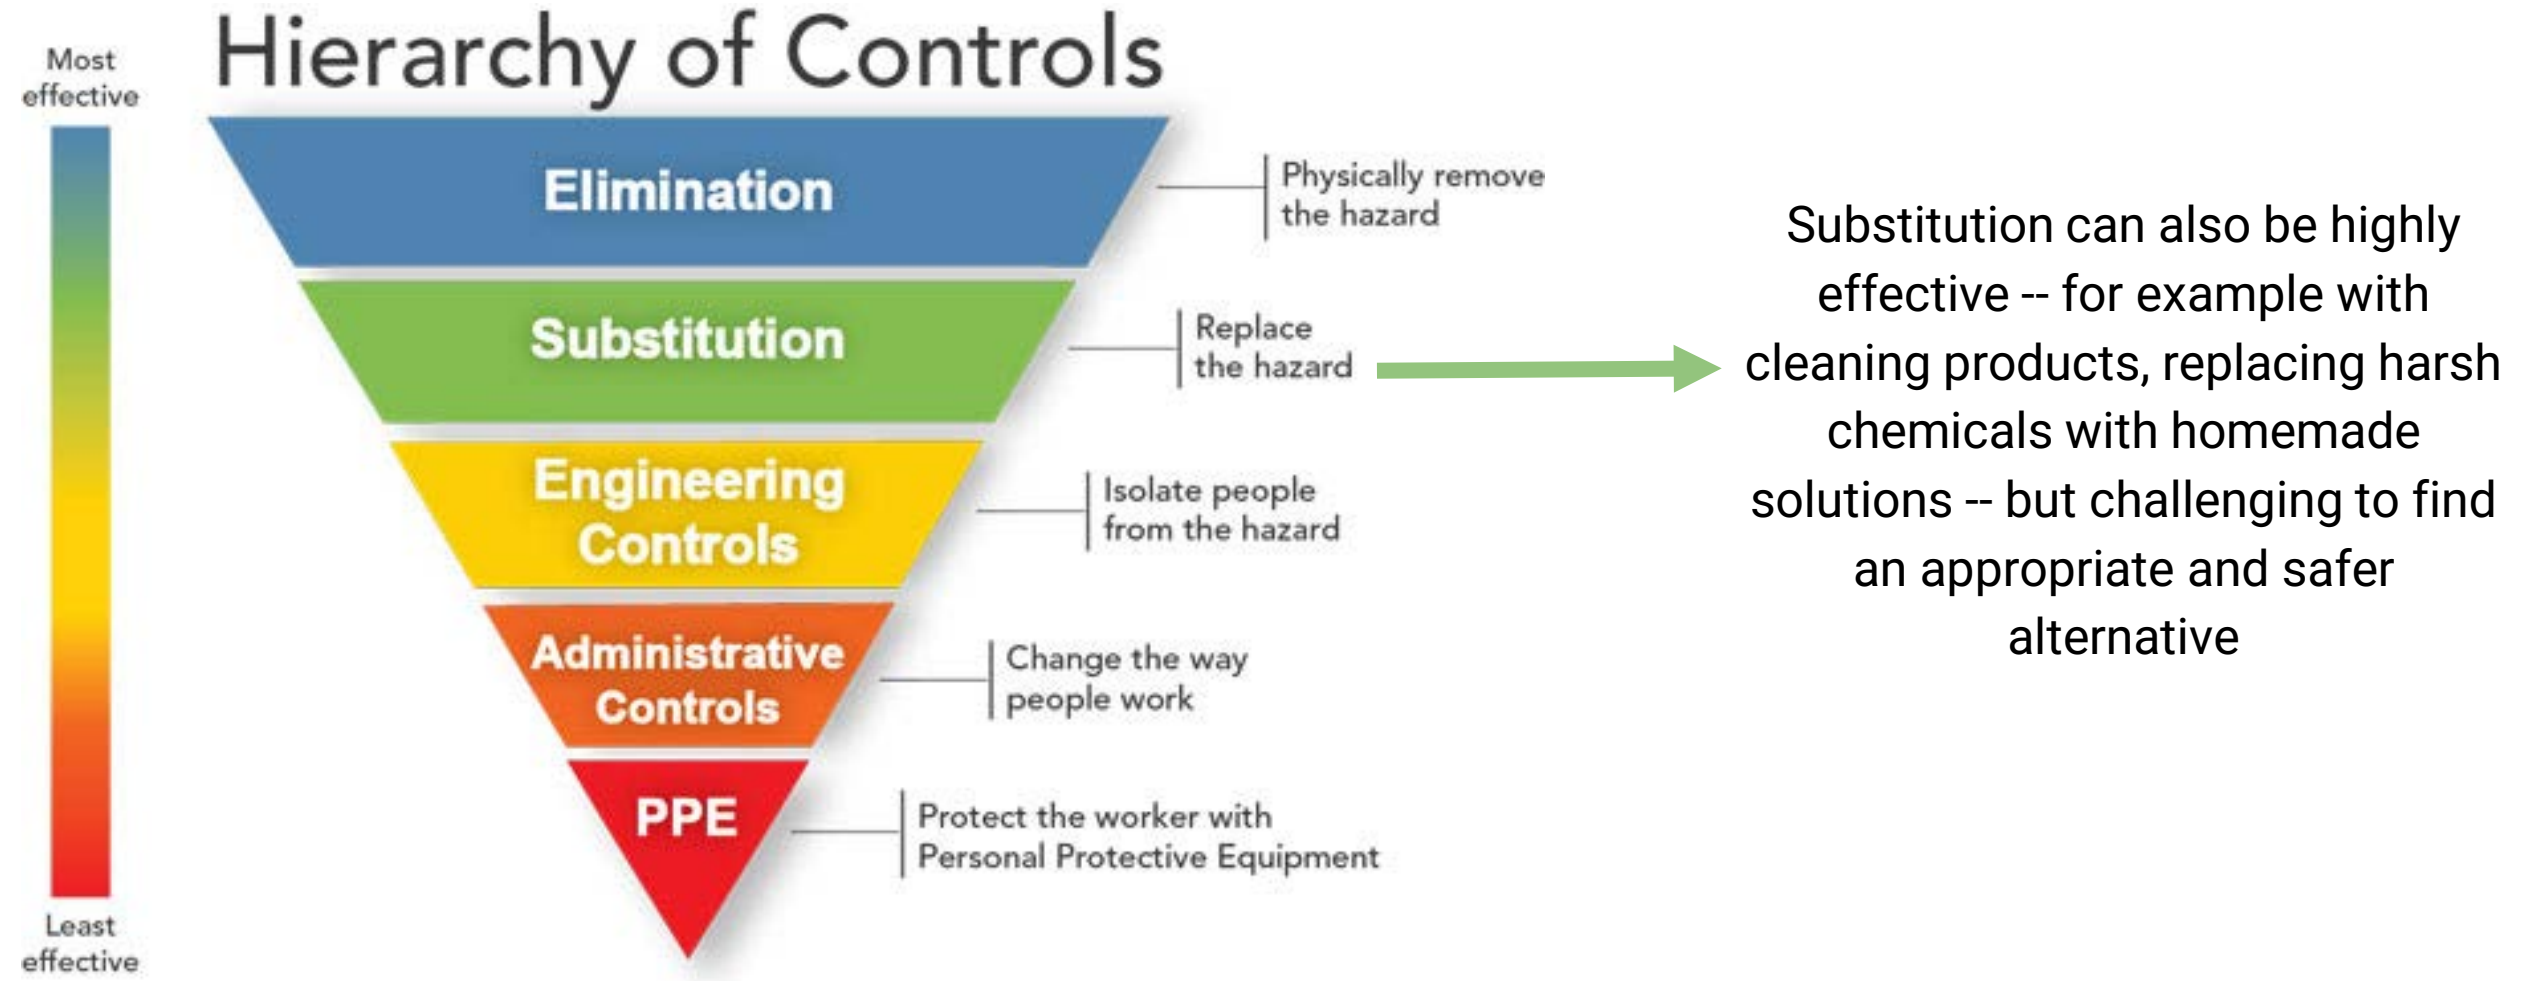 Hierarchy of Controls
Most
effective
Elimination
Physically remove
the hazard
Substitution
Replace
the hazard
Substitution can also be highly
effective -- for example with
cleaning products, replacing harsh
chemicals with homemade
solutions -- but challenging to find
an appropriate and safer
alternative
Engineering
Controls
Isolate people
from the hazard
Administrative
Controls
Change the way
people work
PPE
Protect the worker with
Personal Protective Equipment
Least
effective